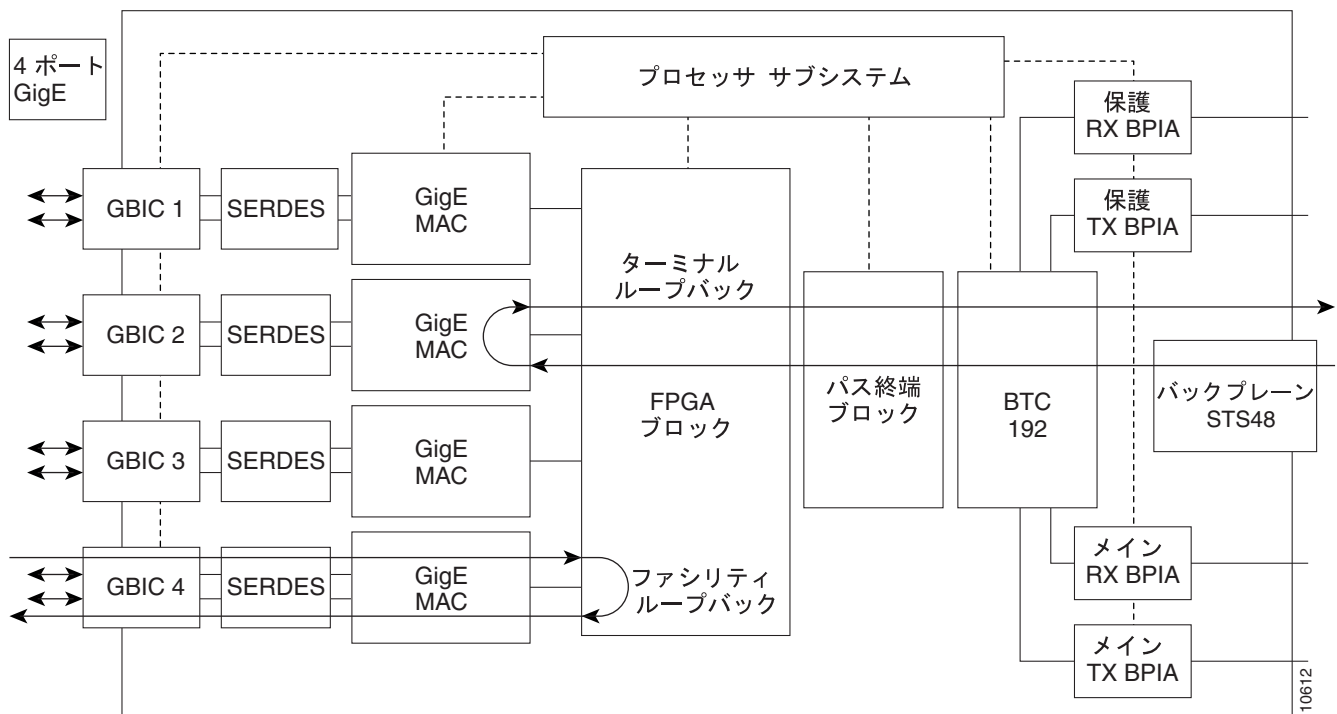 4 ポート
GigE
プロセッサ サブシステム
保護
RX BPIA
保護
TX BPIA
GBIC 1
SERDES
GigE
MAC
ターミナル
ループバック
GBIC 2
SERDES
GigE
MAC
FPGA
ブロック
パス終端
ブロック
BTC
192
バックプレーン
STS48
GBIC 3
SERDES
GigE
MAC
GBIC 4
SERDES
GigE
MAC
ファシリティ
ループバック
メイン
RX BPIA
メイン
TX BPIA
10612